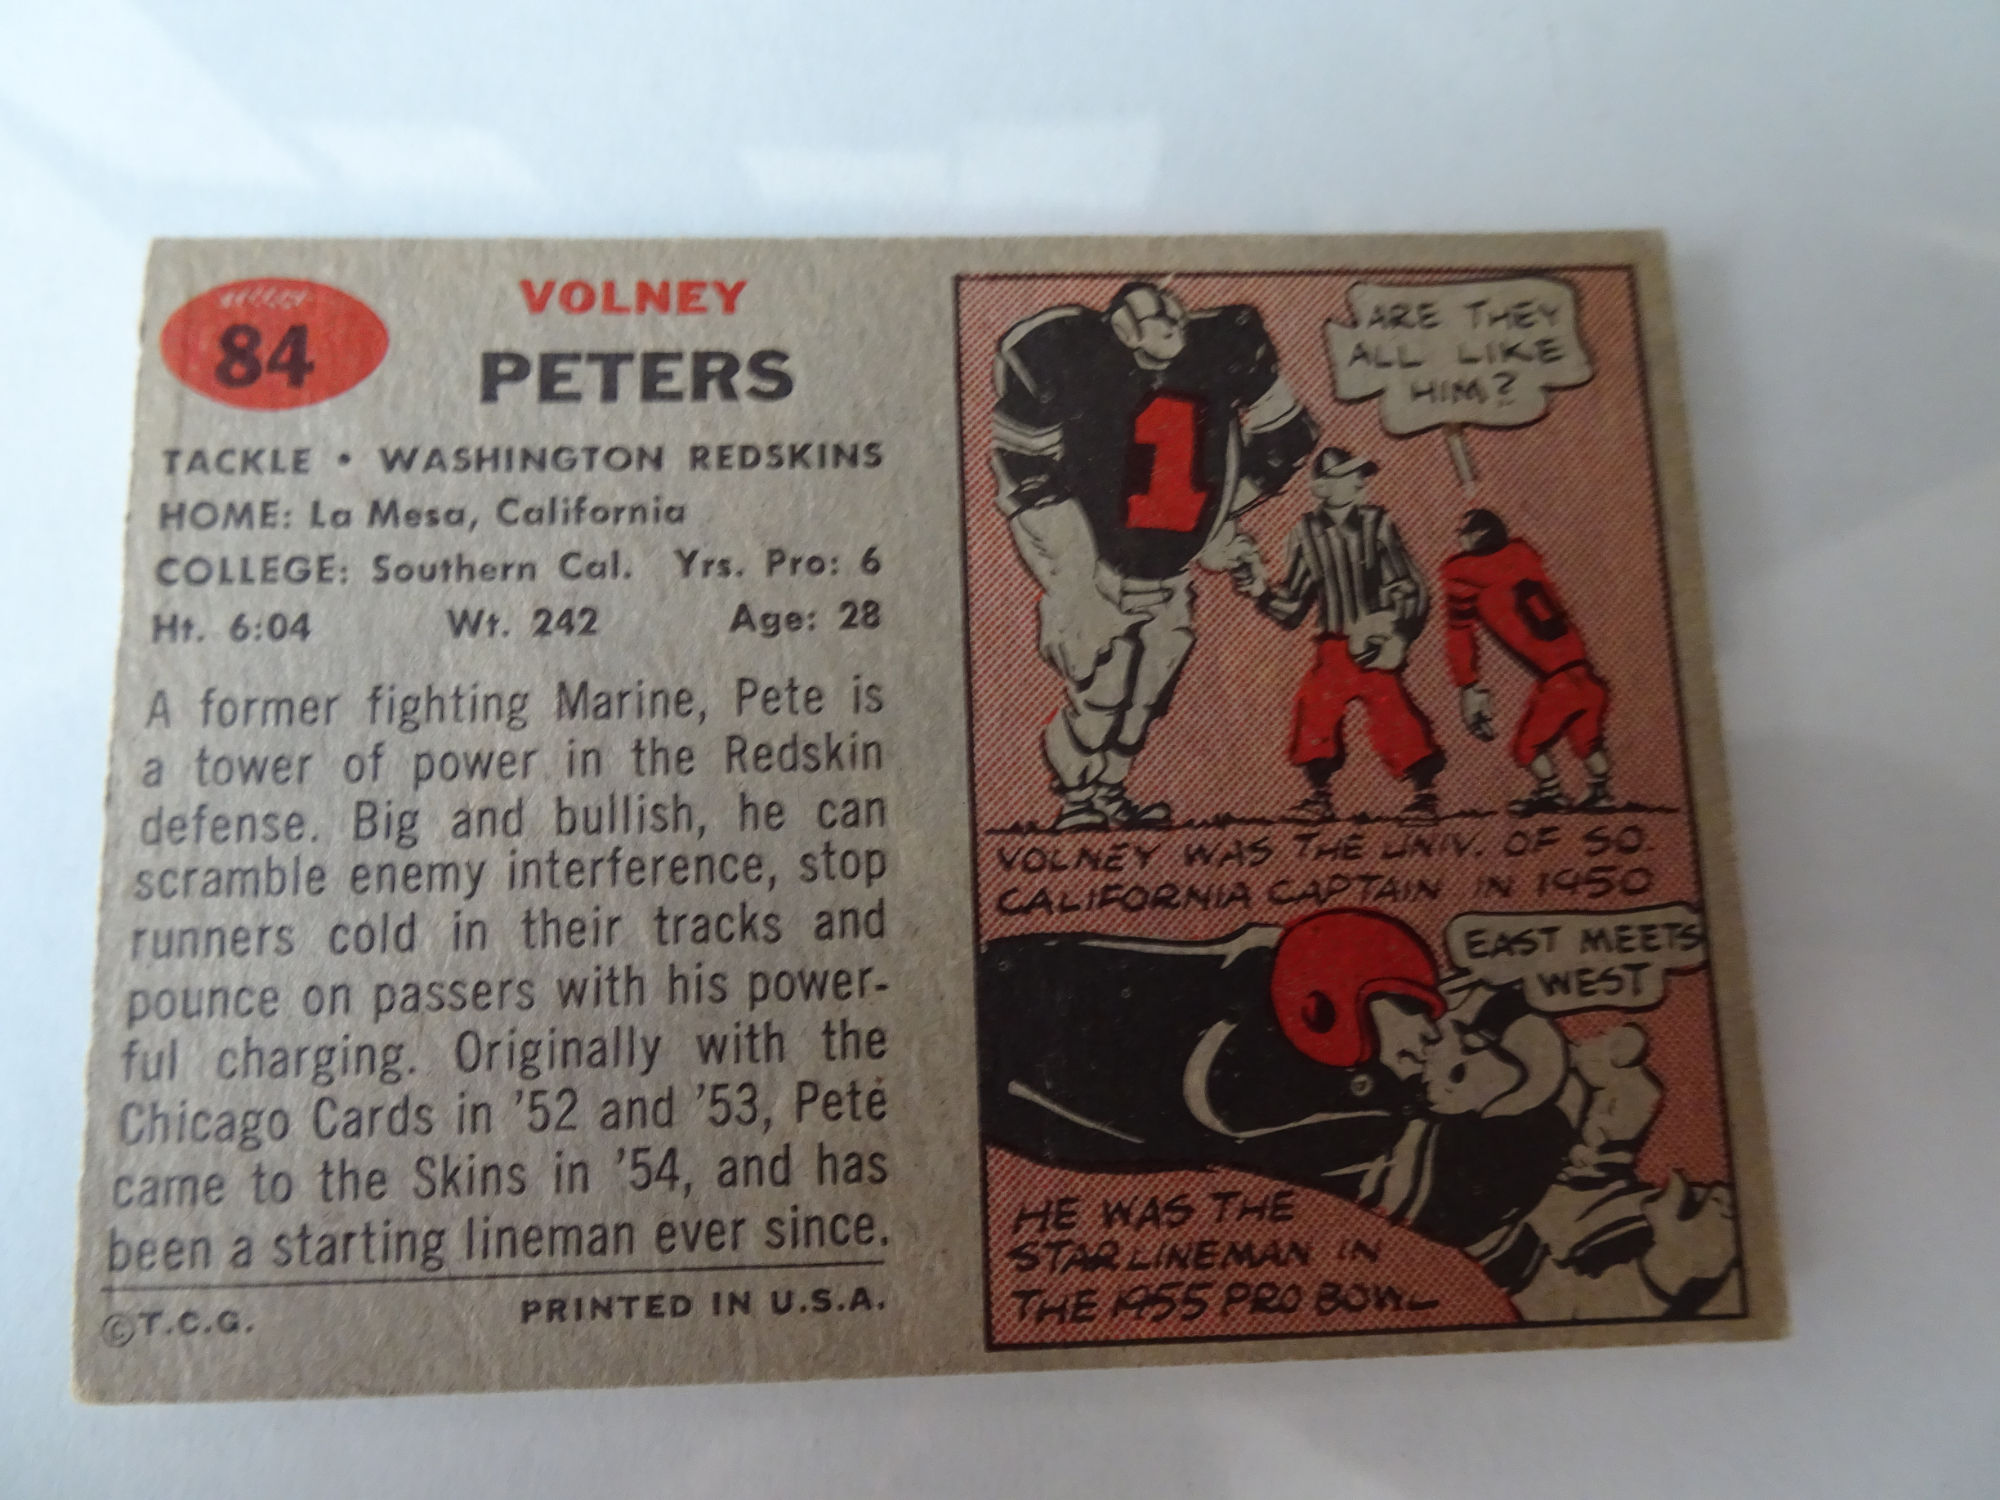 84
VOLNEY
PETERS
TACKLE • WASHINGTON REDSKINS
HOME: La Mesa, California
COLLEGE: Southern Cal. Yrs. Pro: 6
Ht. 6:04 Wt. 242 Age: 28
A former fighting Marine, Pete is
a tower of power in the Redskin
defense. Big and bullish, he can
scramble enemy interference, stop
runners cold in their tracks and
pounce on passers with his power-
ful charging. Originally with the
Chicago Cards in '52 and '53, Pete
came to the Skins in '54, and has
been a starting lineman ever since.
©T.C.G. PRINTED IN U.S.A.
ARE THEY
ALL LIKE
HIM?
1
0
VOLNEY WAS THE UNIV. OF SO.
CALIFORNIA CAPTAIN IN 1950
EAST MEETS
WEST
HE WAS THE
STAR LINEMAN IN
THE 1955 PRO BOWL